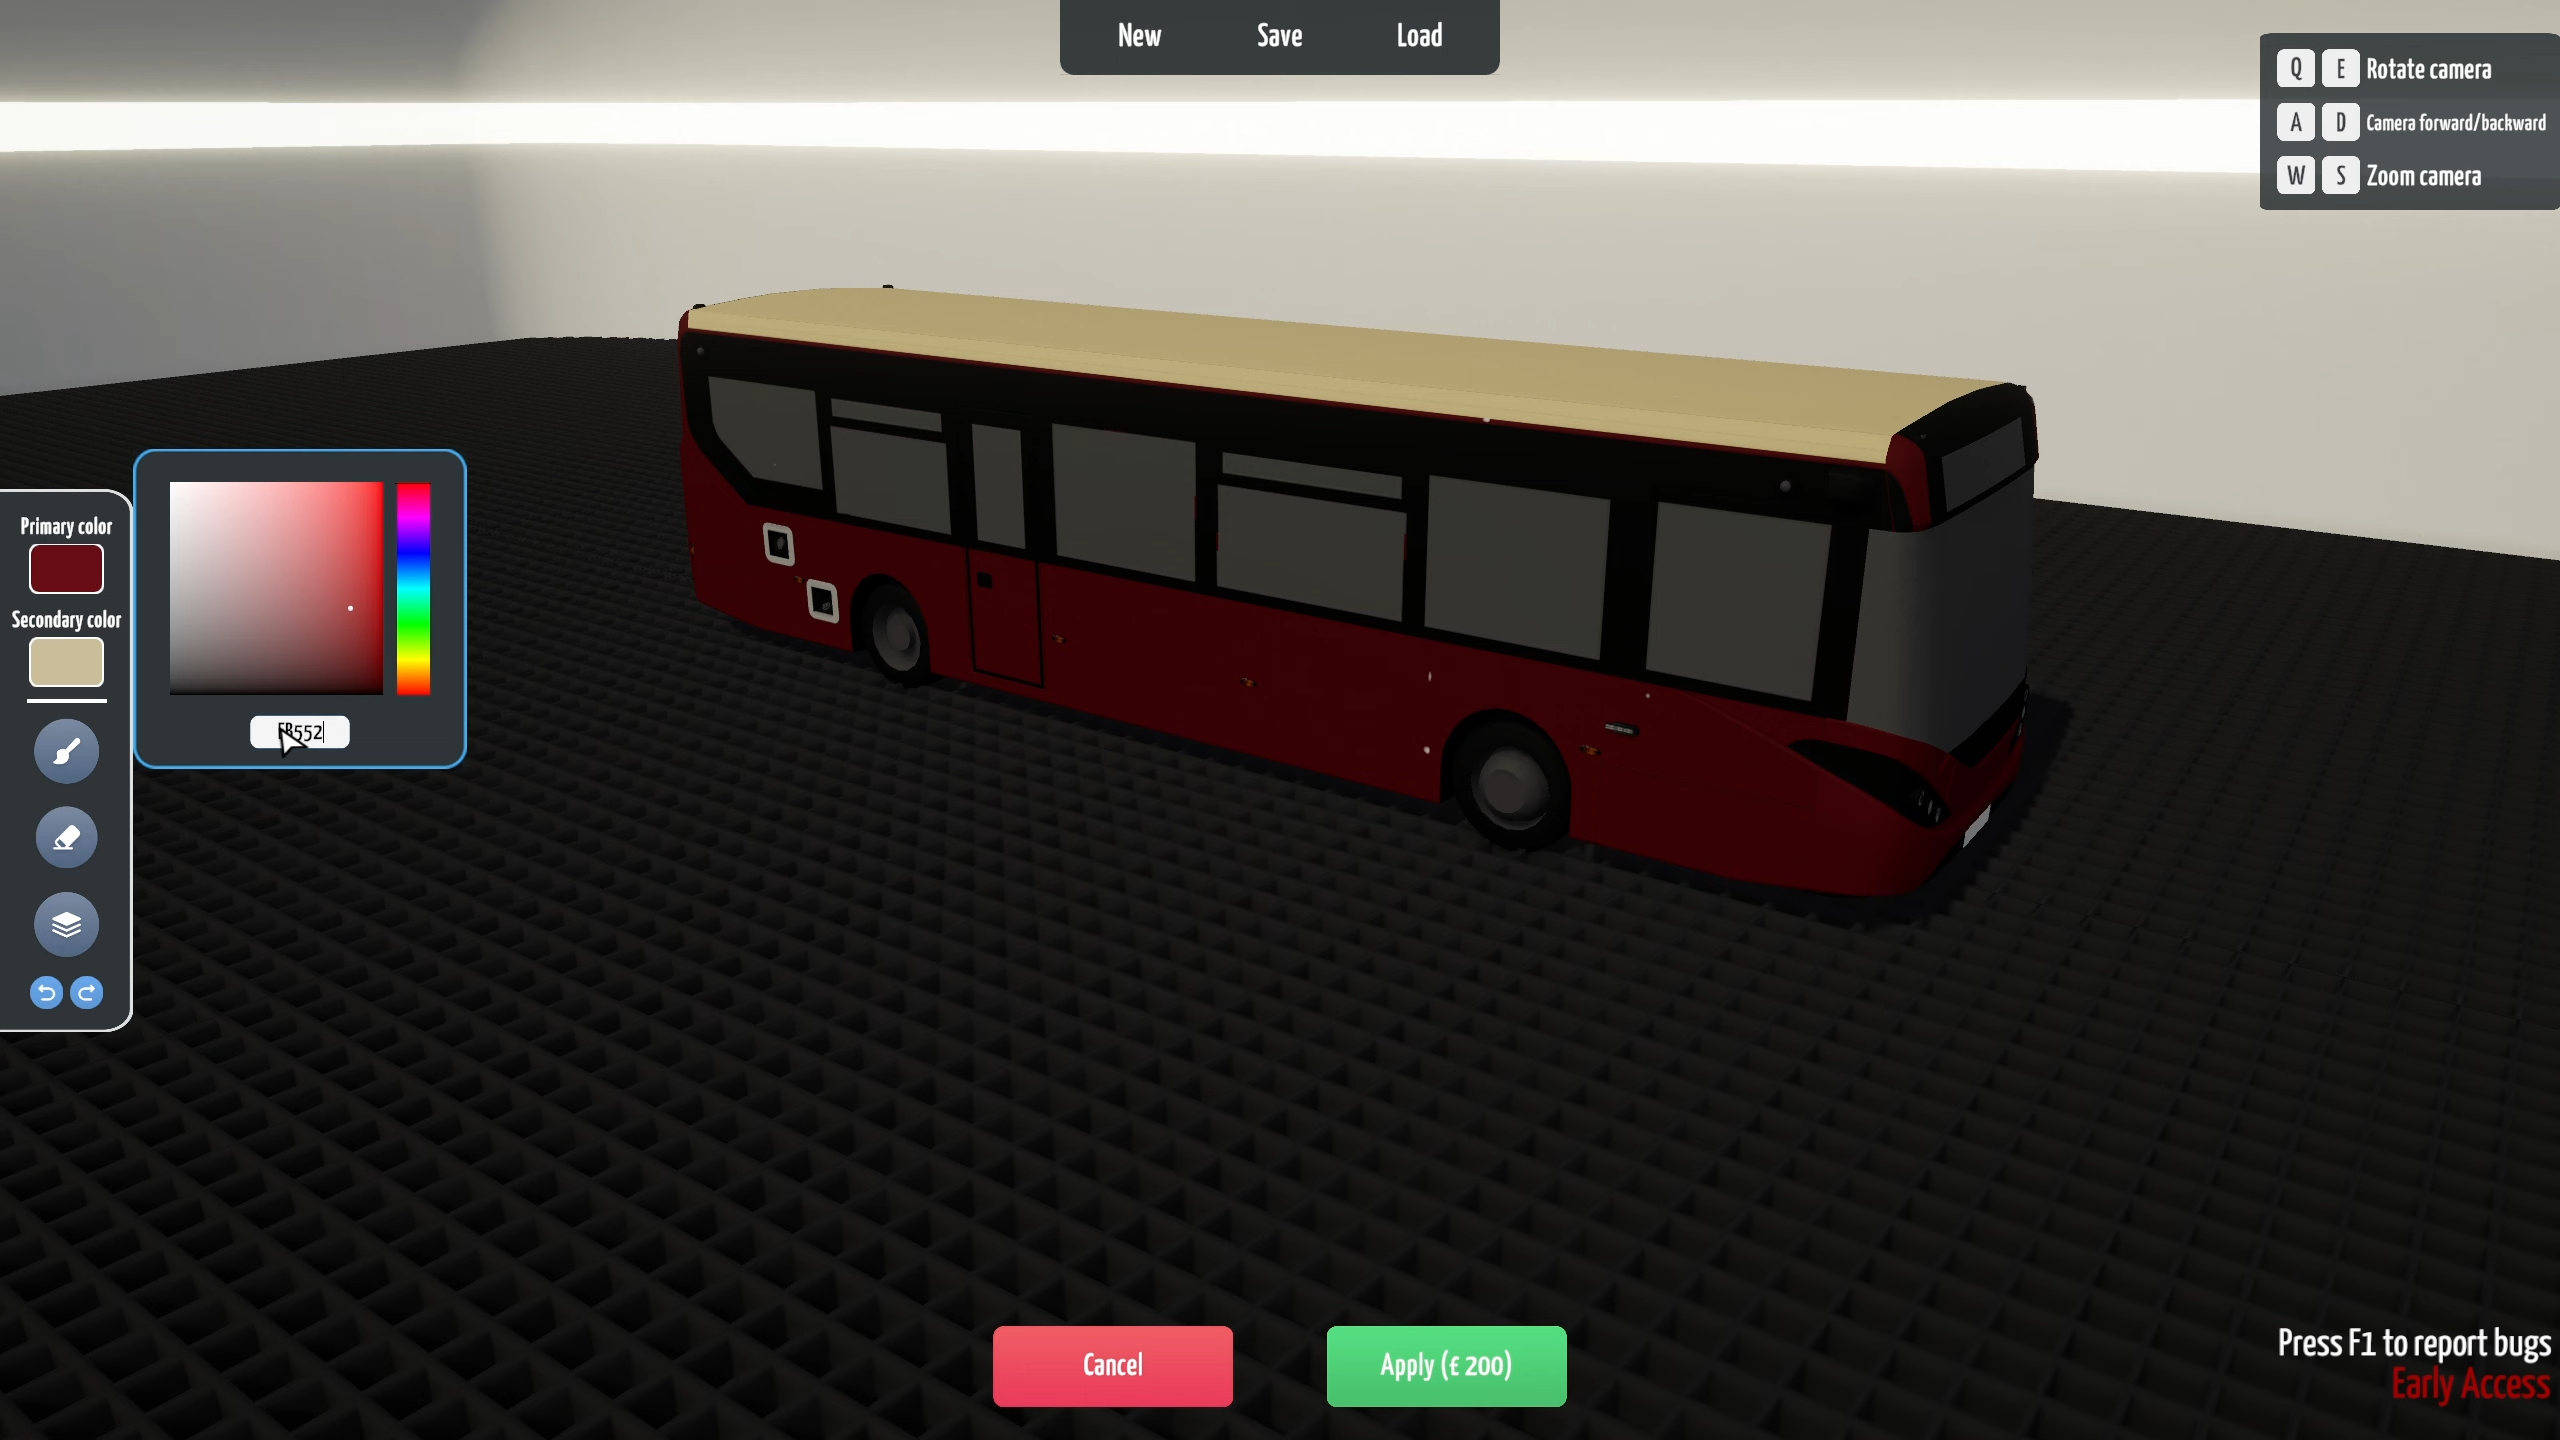 New Save Load
Q E Rotate camera
A D Camera forward/backward
W S Zoom camera
Primary color
Secondary color
Cancel
Apply (£ 200)
Press F1 to report bugs
Early Access